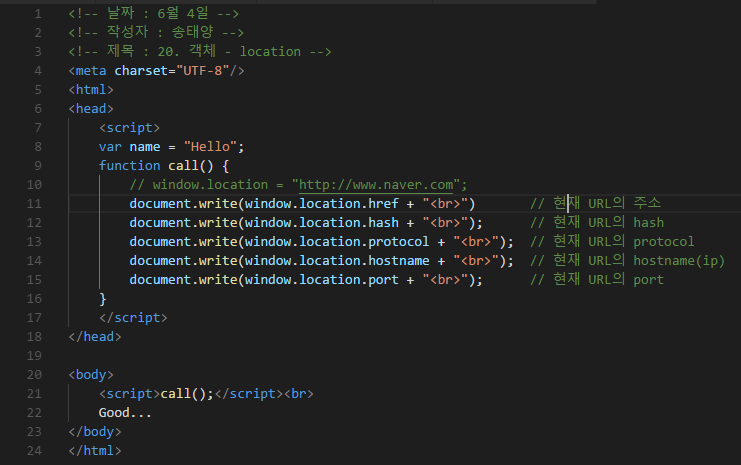 1 <!-- 날짜 : 6월 4일 -->
2 <!-- 작성자 : 송태양 -->
3 <!-- 제목 : 20. 객체 - location -->
4 <meta charset="UTF-8"/>
5 <html>
6 <head>
7     <script>
8     var name = "Hello";
9     function call() {
10         // window.location = "http://www.naver.com";
11         document.write(window.location.href + "<br>")       // 현재 URL의 주소
12         document.write(window.location.hash + "<br>");      // 현재 URL의 hash
13         document.write(window.location.protocol + "<br>");  // 현재 URL의 protocol
14         document.write(window.location.hostname + "<br>");  // 현재 URL의 hostname(ip)
15         document.write(window.location.port + "<br>");      // 현재 URL의 port
16     }
17     </script>
18 </head>
19
20 <body>
21     <script>call();</script><br>
22     Good...
23 </body>
24 </html>